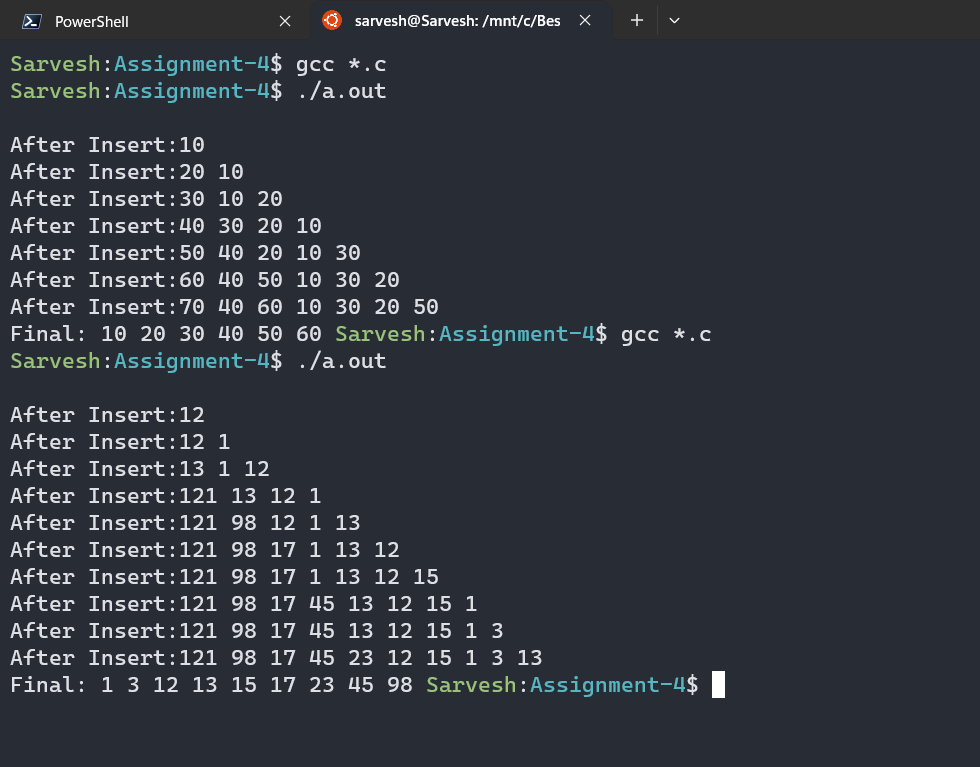 PowerShell
sarvesh@Sarvesh: /mnt/c/Bes
Sarvesh:Assignment-4$ gcc *.c
Sarvesh:Assignment-4$ ./a.out
After Insert:10
After Insert:20 10
After Insert:30 10 20
After Insert:40 30 20 10
After Insert:50 40 20 10 30
After Insert:60 40 50 10 30 20
After Insert:70 40 60 10 30 20 50
Final: 10 20 30 40 50 60 Sarvesh:Assignment-4$ gcc *.c
Sarvesh:Assignment-4$ ./a.out
After Insert:12
After Insert:12 1
After Insert:13 1 12
After Insert:121 13 12 1
After Insert:121 98 12 1 13
After Insert:121 98 17 1 13 12
After Insert:121 98 17 1 13 12 15
After Insert:121 98 17 45 13 12 15 1
After Insert:121 98 17 45 13 12 15 1 3
After Insert:121 98 17 45 23 12 15 1 3 13
Final: 1 3 12 13 15 17 23 45 98 Sarvesh:Assignment-4$